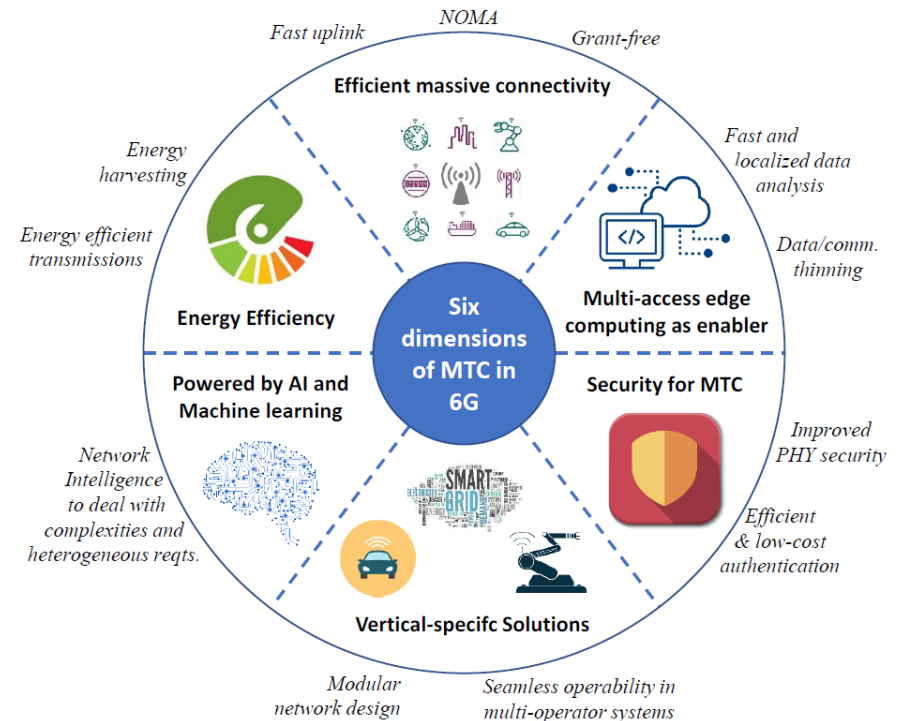 NOMA
Fast uplink
Grant-free
Efficient massive connectivity
Energy
harvesting
Energy efficient
transmissions
Energy Efficiency
Fast and
localized data
analysis
Data/comm.
thinning
</>
Multi-access edge
computing as enabler
Six
dimensions
of MTC in
6G
Powered by AI and
Machine learning
Network
Intelligence
to deal with
complexities and
heterogeneous reqts.
Security for MTC
Improved
PHY security
Efficient
& low-cost
authentication
ELECTRICITY
SMART
GRID
DEMAND
Vertical-specifc Solutions
Modular
network design
Seamless operability in
multi-operator systems